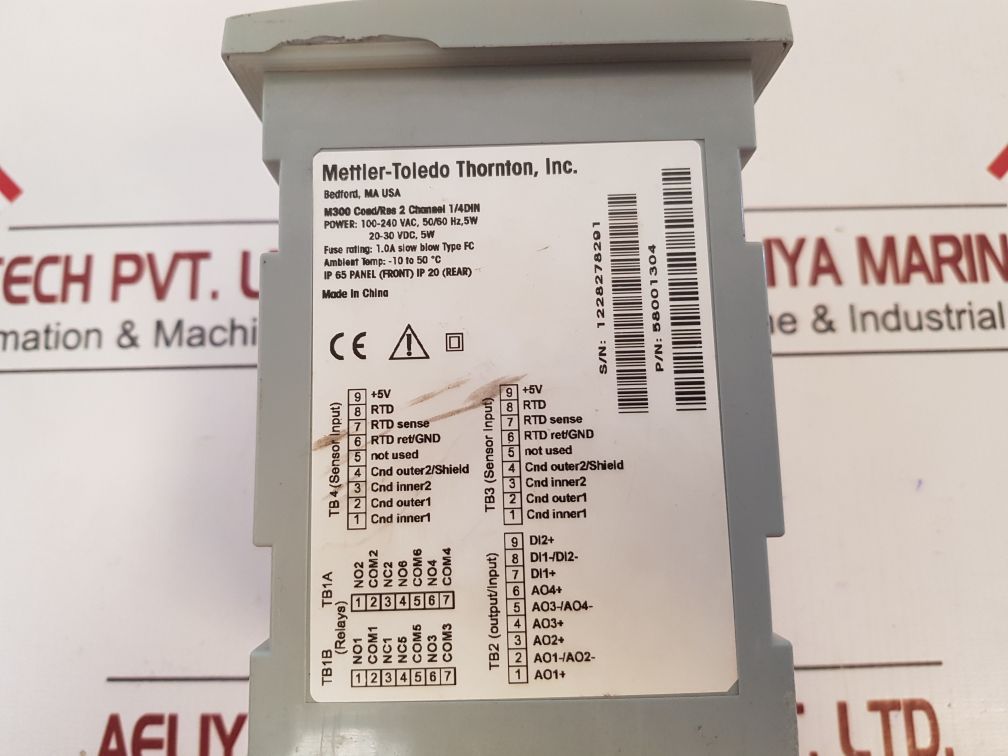 Mettler-Toledo Thornton, Inc.
Bedford, MA USA
M300 Cond/Res 2 Channel 1/4DIN
POWER: 100-240 VAC, 50/60 Hz,5W
20-30 VDC, 5W
Fuse rating: 1.0A slow blow Type FC
Ambient Temp: -10 to 50 °C
IP 65 PANEL (FRONT) IP 20 (REAR)
Made in China
CE
S/N: 1228278291
P/N: 58001304
TB4 (Sensor Input)
9 +5V
8 RTD
7 RTD sense
6 RTD ret/GND
5 not used
4 Cnd outer2/Shield
3 Cnd inner2
2 Cnd outer1
1 Cnd inner1
TB3 (Sensor Input)
9 +5V
8 RTD
7 RTD sense
6 RTD ret/GND
5 not used
4 Cnd outer2/Shield
3 Cnd inner2
2 Cnd outer1
1 Cnd inner1
TB1A
(Relays)
NO2 COM2 NC2 NO6 COM6 NO4 COM4
1 2 3 4 5 6 7
TB1B
NO1 COM1 NC1 NC5 COM5 NO3 COM3
1 2 3 4 5 6 7
TB2 (output/Input)
9 DI2+
8 DI1-/DI2-
7 DI1+
6 AO4+
5 AO3-/AO4-
4 AO3+
3 AO2+
2 AO1-/AO2-
1 AO1+
TECH PVT. L
IYA MARIN
mation & Machi
ne & Industrial
AELIY
VT. LTD.